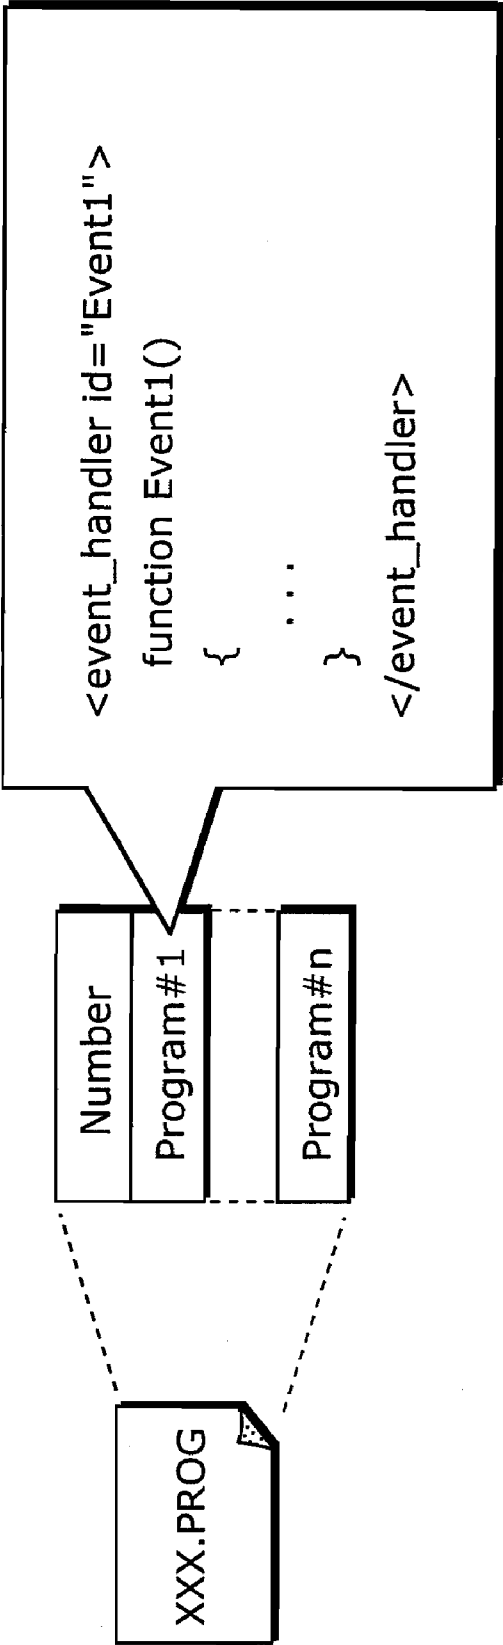 XXX.PROG
Number
Program#1
Program#n
<event_handler id="Event1">
function Event1()
{
...
}
</event_handler>